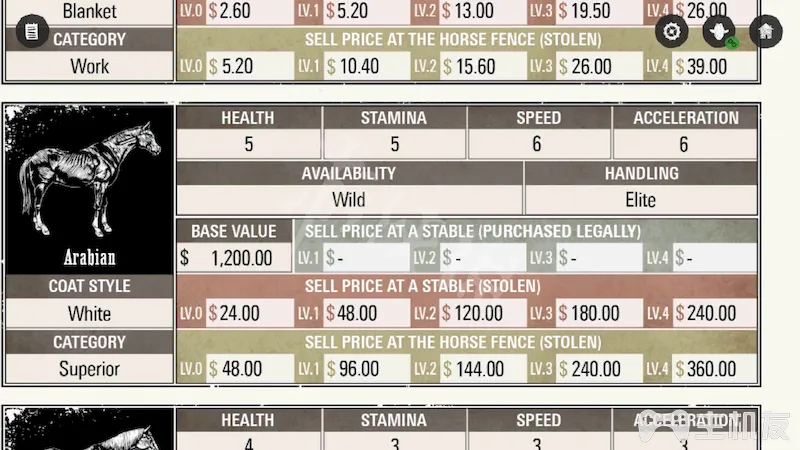 Blanket LV.0 $ 2.60 LV.1 $ 5.20 LV.2 $ 13.00 LV.3 $ 19.50 LV.4 $ 26.00
CATEGORY SELL PRICE AT THE HORSE FENCE (STOLEN)
Work LV.0 $ 5.20 LV.1 $ 10.40 LV.2 $ 15.60 LV.3 $ 26.00 LV.4 $ 39.00
HEALTH STAMINA SPEED ACCELERATION
5 5 6 6
AVAILABILITY HANDLING
Wild Elite
Arabian BASE VALUE SELL PRICE AT A STABLE (PURCHASED LEGALLY)
$ 1,200.00 LV.1 $ - LV.2 $ - LV.3 $ - LV.4 $ -
COAT STYLE SELL PRICE AT A STABLE (STOLEN)
White LV.0 $ 24.00 LV.1 $ 48.00 LV.2 $ 120.00 LV.3 $ 180.00 LV.4 $ 240.00
CATEGORY SELL PRICE AT THE HORSE FENCE (STOLEN)
Superior LV.0 $ 48.00 LV.1 $ 96.00 LV.2 $ 144.00 LV.3 $ 240.00 LV.4 $ 360.00
HEALTH STAMINA SPEED ACCELERATION
4 3 3 3
主机友